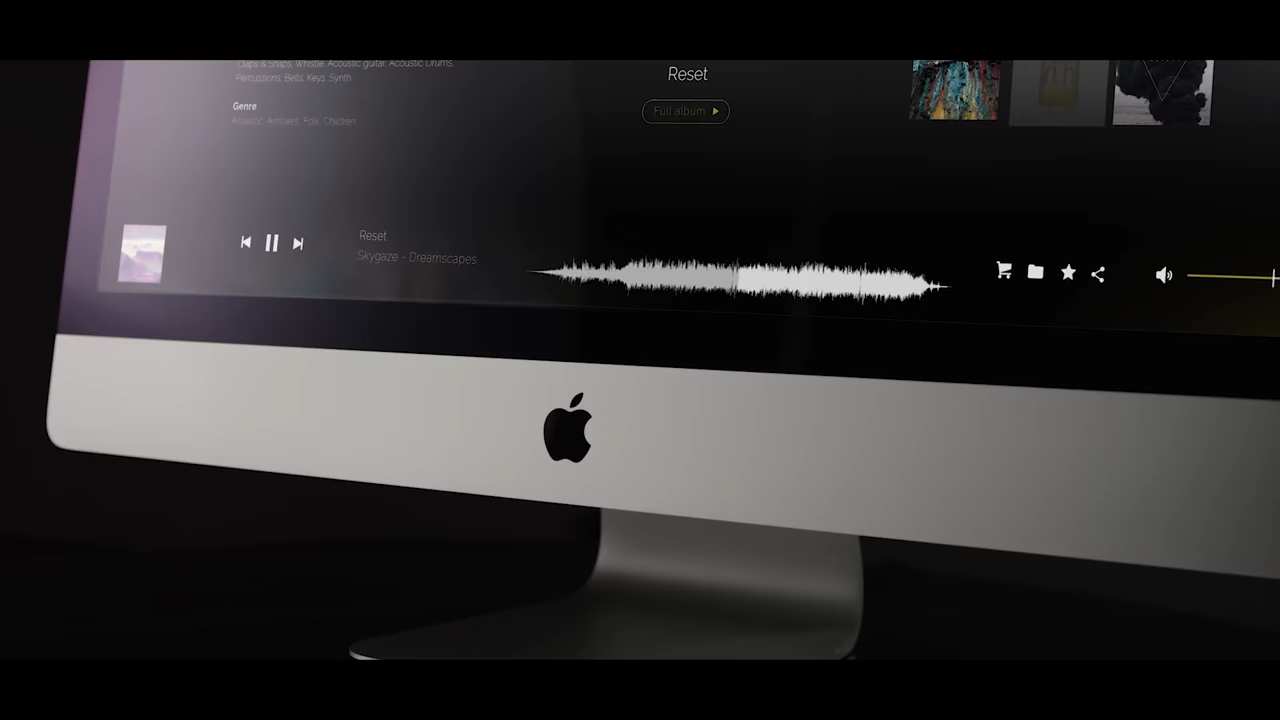 Claps & Snaps, Whistle, Acoustic guitar, Acoustic Drums,
Percussions, Bells, Keys, Synth
Genre
Acoustic, Ambient, Folk, Children
Reset
Full album
Reset
Skygaze - Dreamscapes